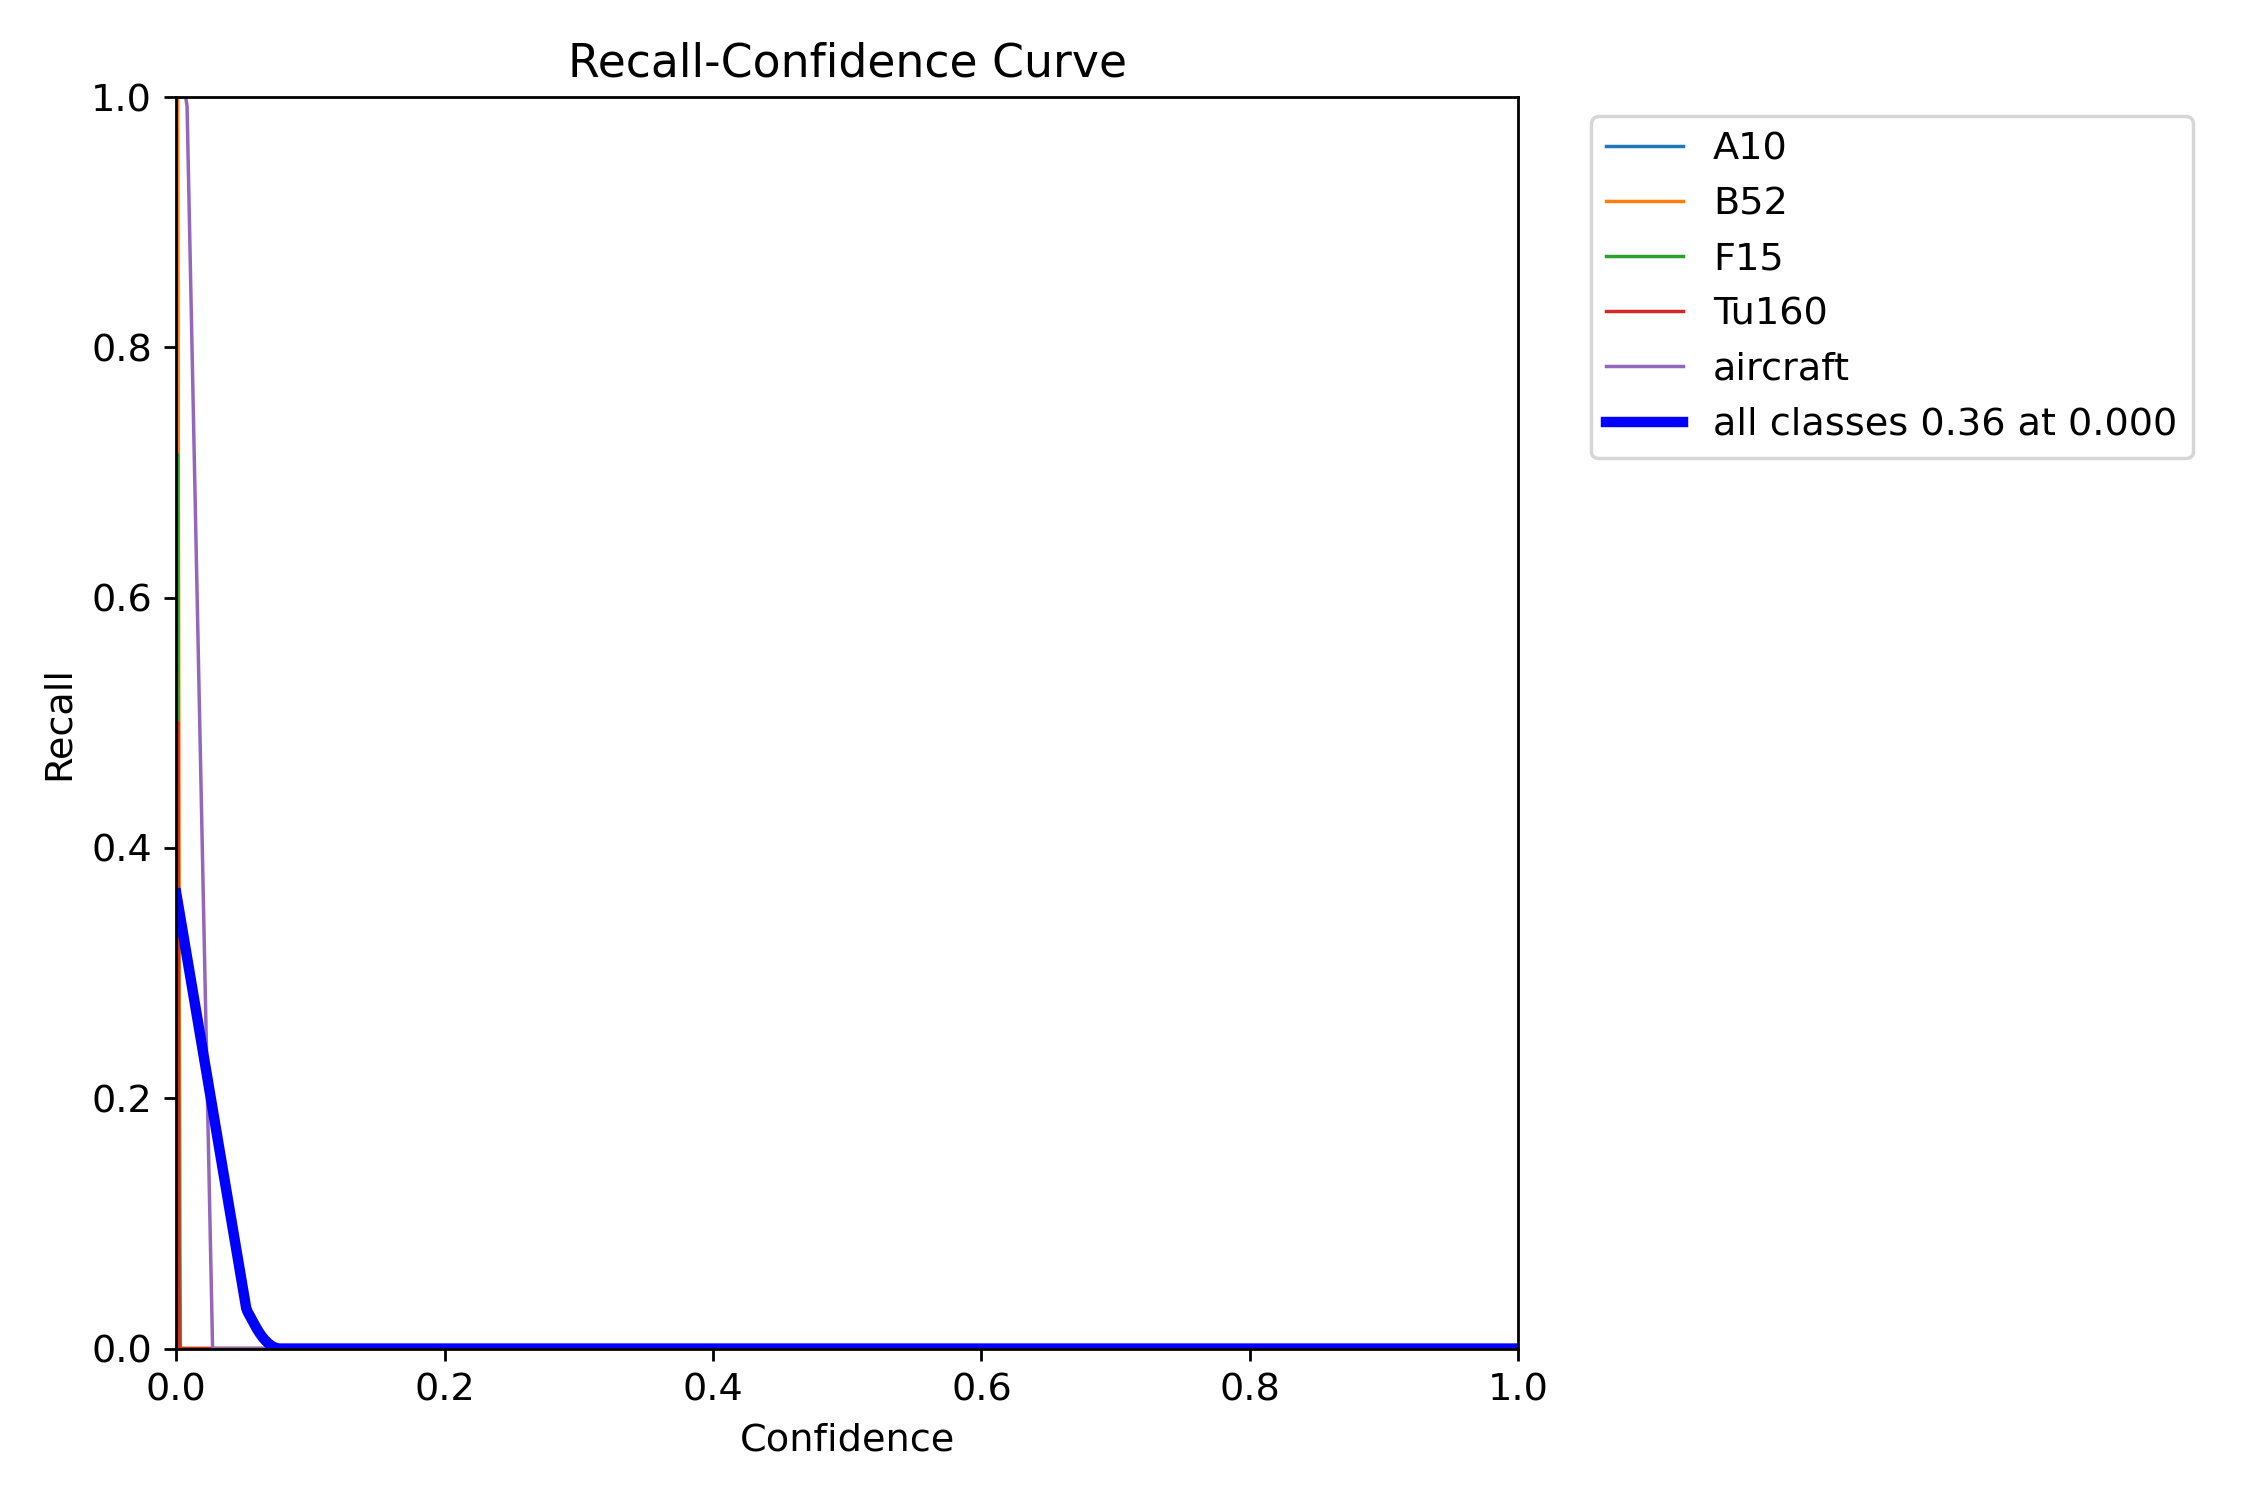 Recall-Confidence Curve
1.0
0.8
0.6
0.4
0.2
0.0
Recall
0.0 0.2 0.4 0.6 0.8 1.0
Confidence
A10
B52
F15
Tu160
aircraft
all classes 0.36 at 0.000